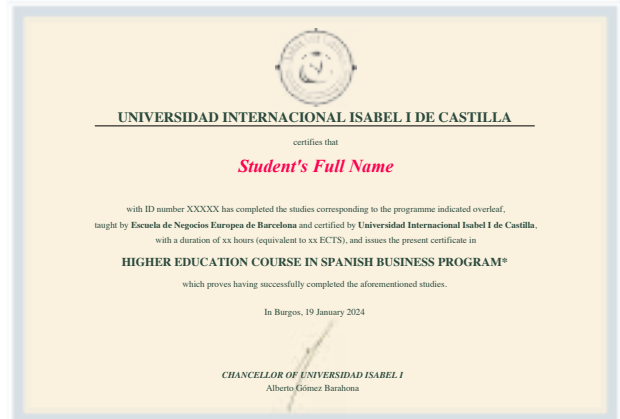 UNIVERSIDAD INTERNACIONAL ISABEL I DE CASTILLA
certifies that
Student's Full Name
with ID number XXXXX has completed the studies corresponding to the programme indicated overleaf,
taught by Escuela de Negocios Europea de Barcelona and certified by Universidad Internacional Isabel I de Castilla,
with a duration of xx hours (equivalent to xx ECTS), and issues the present certificate in
HIGHER EDUCATION COURSE IN SPANISH BUSINESS PROGRAM*
which proves having successfully completed the aforementioned studies.
In Burgos, 19 January 2024
CHANCELLOR OF UNIVERSIDAD ISABEL I
Alberto Gómez Barahona